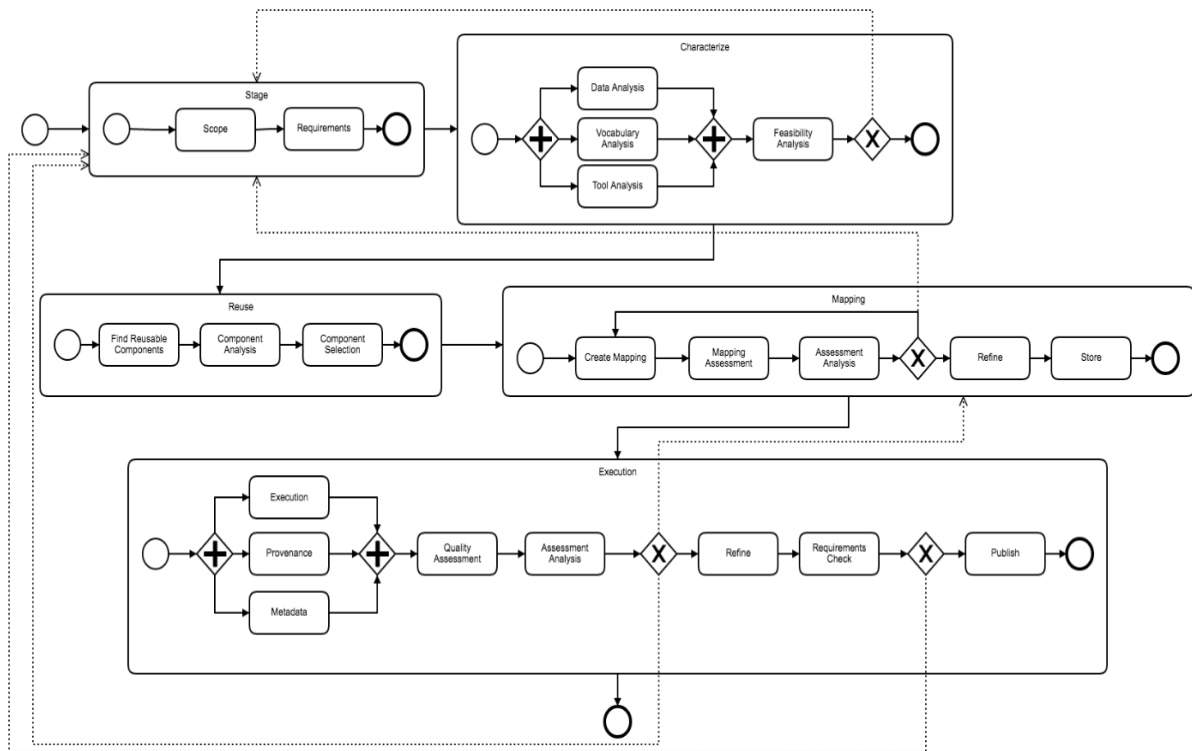 Characterize
Stage
Scope
Requirements
Data Analysis
Vocabulary
Analysis
Tool Analysis
Feasibility
Analysis
X
Reuse
Find Reusable
Components
Component
Analysis
Component
Selection
Mapping
Create Mapping
Mapping
Assessment
Assessment
Analysis
X
Refine
Store
Execution
Execution
Provenance
Metadata
Quality
Assessment
Assessment
Analysis
X
Refine
Requirements
Check
X
Publish